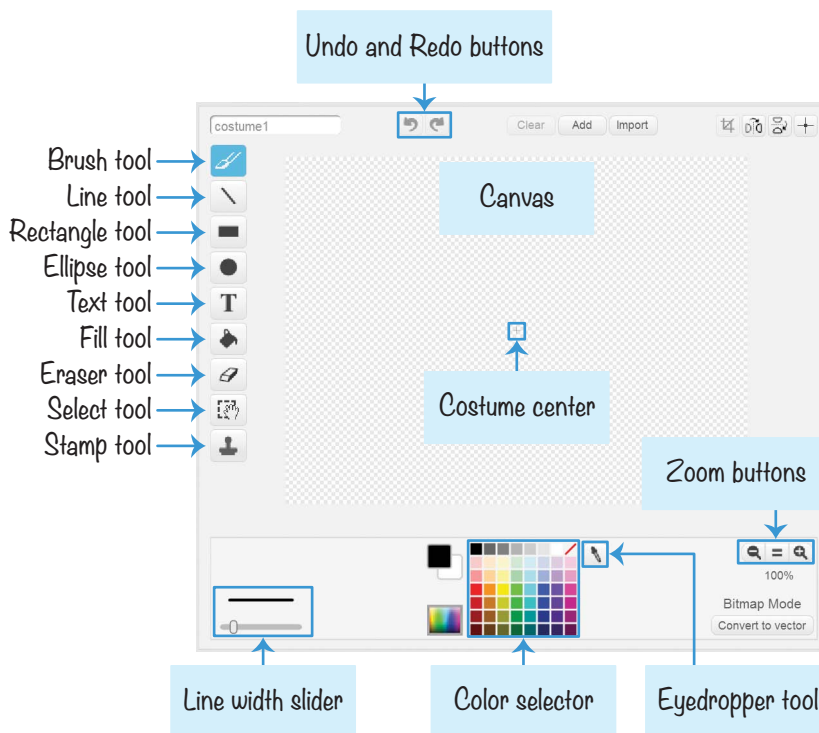 Undo and Redo buttons
costume1
Clear Add Import
Brush tool
Line tool
Rectangle tool
Ellipse tool
Text tool
T
Fill tool
Eraser tool
Select tool
Stamp tool
Canvas
Costume center
Zoom buttons
100%
Bitmap Mode
Convert to vector
Line width slider
Color selector
Eyedropper tool